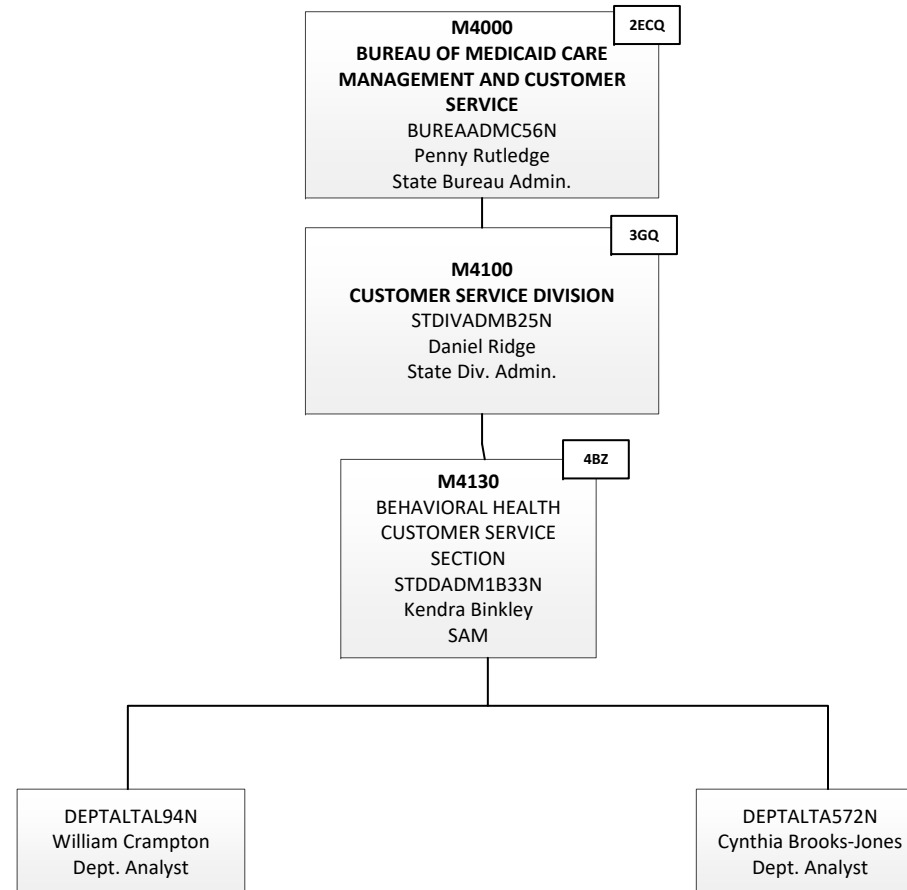 2ECQ
M4000
BUREAU OF MEDICAID CARE
MANAGEMENT AND CUSTOMER
SERVICE
BUREAADMC56N
Penny Rutledge
State Bureau Admin.
3GQ
M4100
CUSTOMER SERVICE DIVISION
STDIVADMB25N
Daniel Ridge
State Div. Admin.
4BZ
M4130
BEHAVIORAL HEALTH
CUSTOMER SERVICE
SECTION
STDDADM1B33N
Kendra Binkley
SAM
DEPTALTAL94N
William Crampton
Dept. Analyst
DEPTALTA572N
Cynthia Brooks-Jones
Dept. Analyst